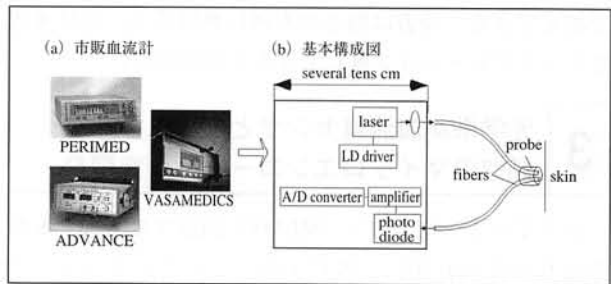 (a) 市販血流計
PERIMED
VASAMEDICS
ADVANCE
(b) 基本構成図
several tens cm
laser
LD driver
A/D converter
amplifier
photo
diode
fibers
probe
skin